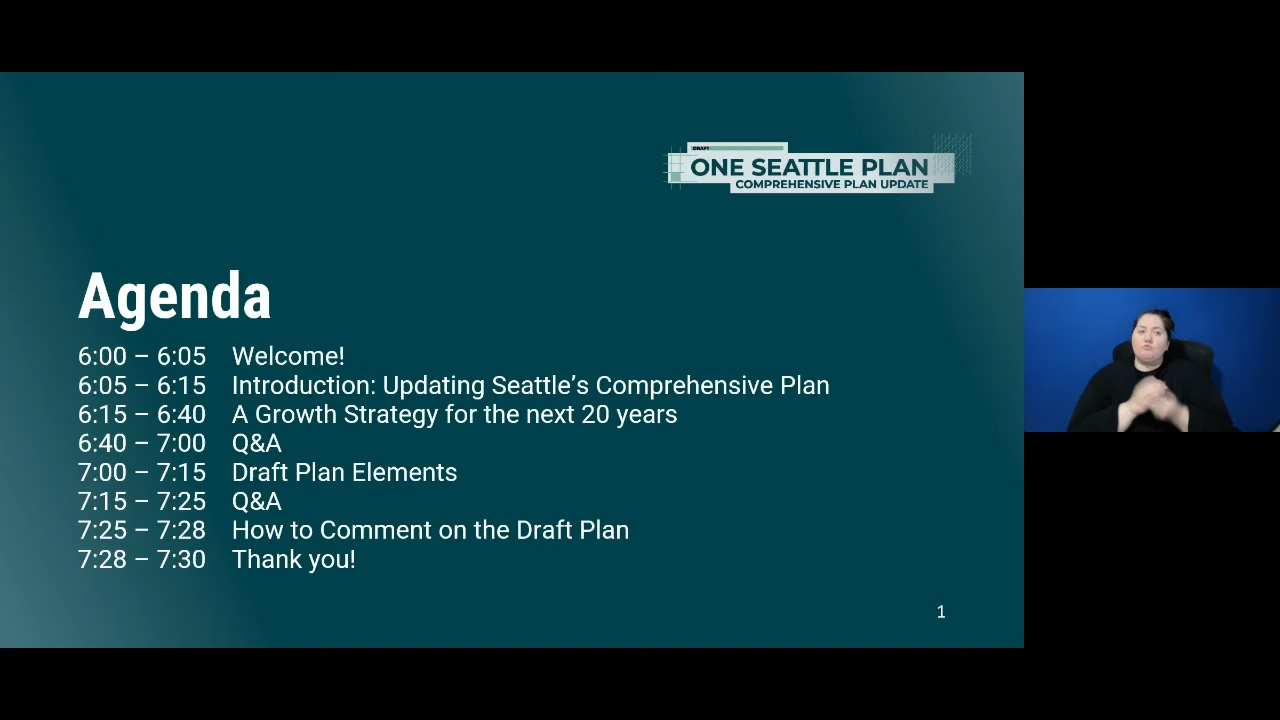 DRAFT
ONE SEATTLE PLAN
COMPREHENSIVE PLAN UPDATE
Agenda
6:00 – 6:05 Welcome!
6:05 – 6:15 Introduction: Updating Seattle’s Comprehensive Plan
6:15 – 6:40 A Growth Strategy for the next 20 years
6:40 – 7:00 Q&A
7:00 – 7:15 Draft Plan Elements
7:15 – 7:25 Q&A
7:25 – 7:28 How to Comment on the Draft Plan
7:28 – 7:30 Thank you!
1